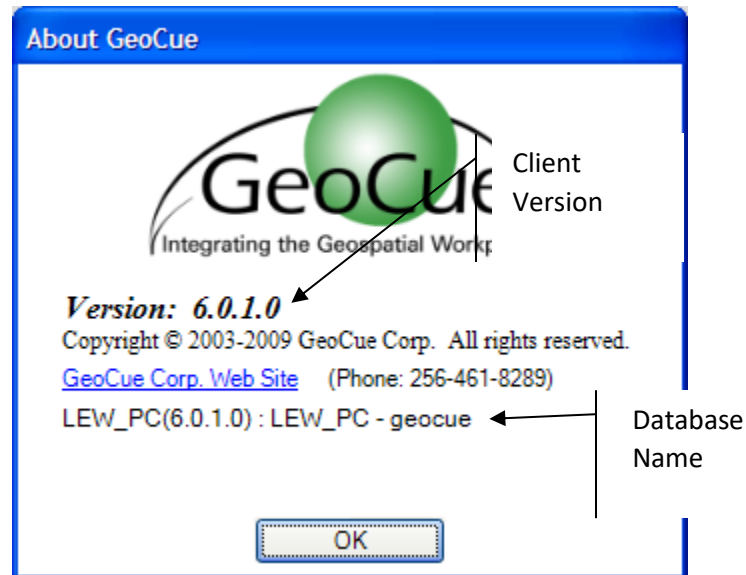 About GeoCue
GeoCue
Integrating the Geospatial
Client
Version
Version: 6.0.1.0
Copyright © 2003-2009 GeoCue Corp. All rights reserved.
GeoCue Corp. Web Site (Phone: 256-461-8289)
LEW_PC(6.0.1.0) : LEW_PC - geocue
Database
Name
OK